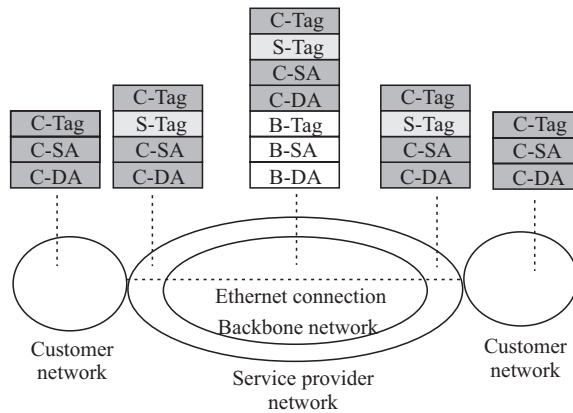 C-Tag
S-Tag
C-SA
C-DA
B-Tag
B-SA
B-DA
C-Tag
S-Tag
C-SA
C-DA
C-Tag
S-Tag
C-SA
C-DA
C-Tag
C-SA
C-DA
C-Tag
C-SA
C-DA
Ethernet connection
Backbone network
Customer
network
Service provider
network
Customer
network